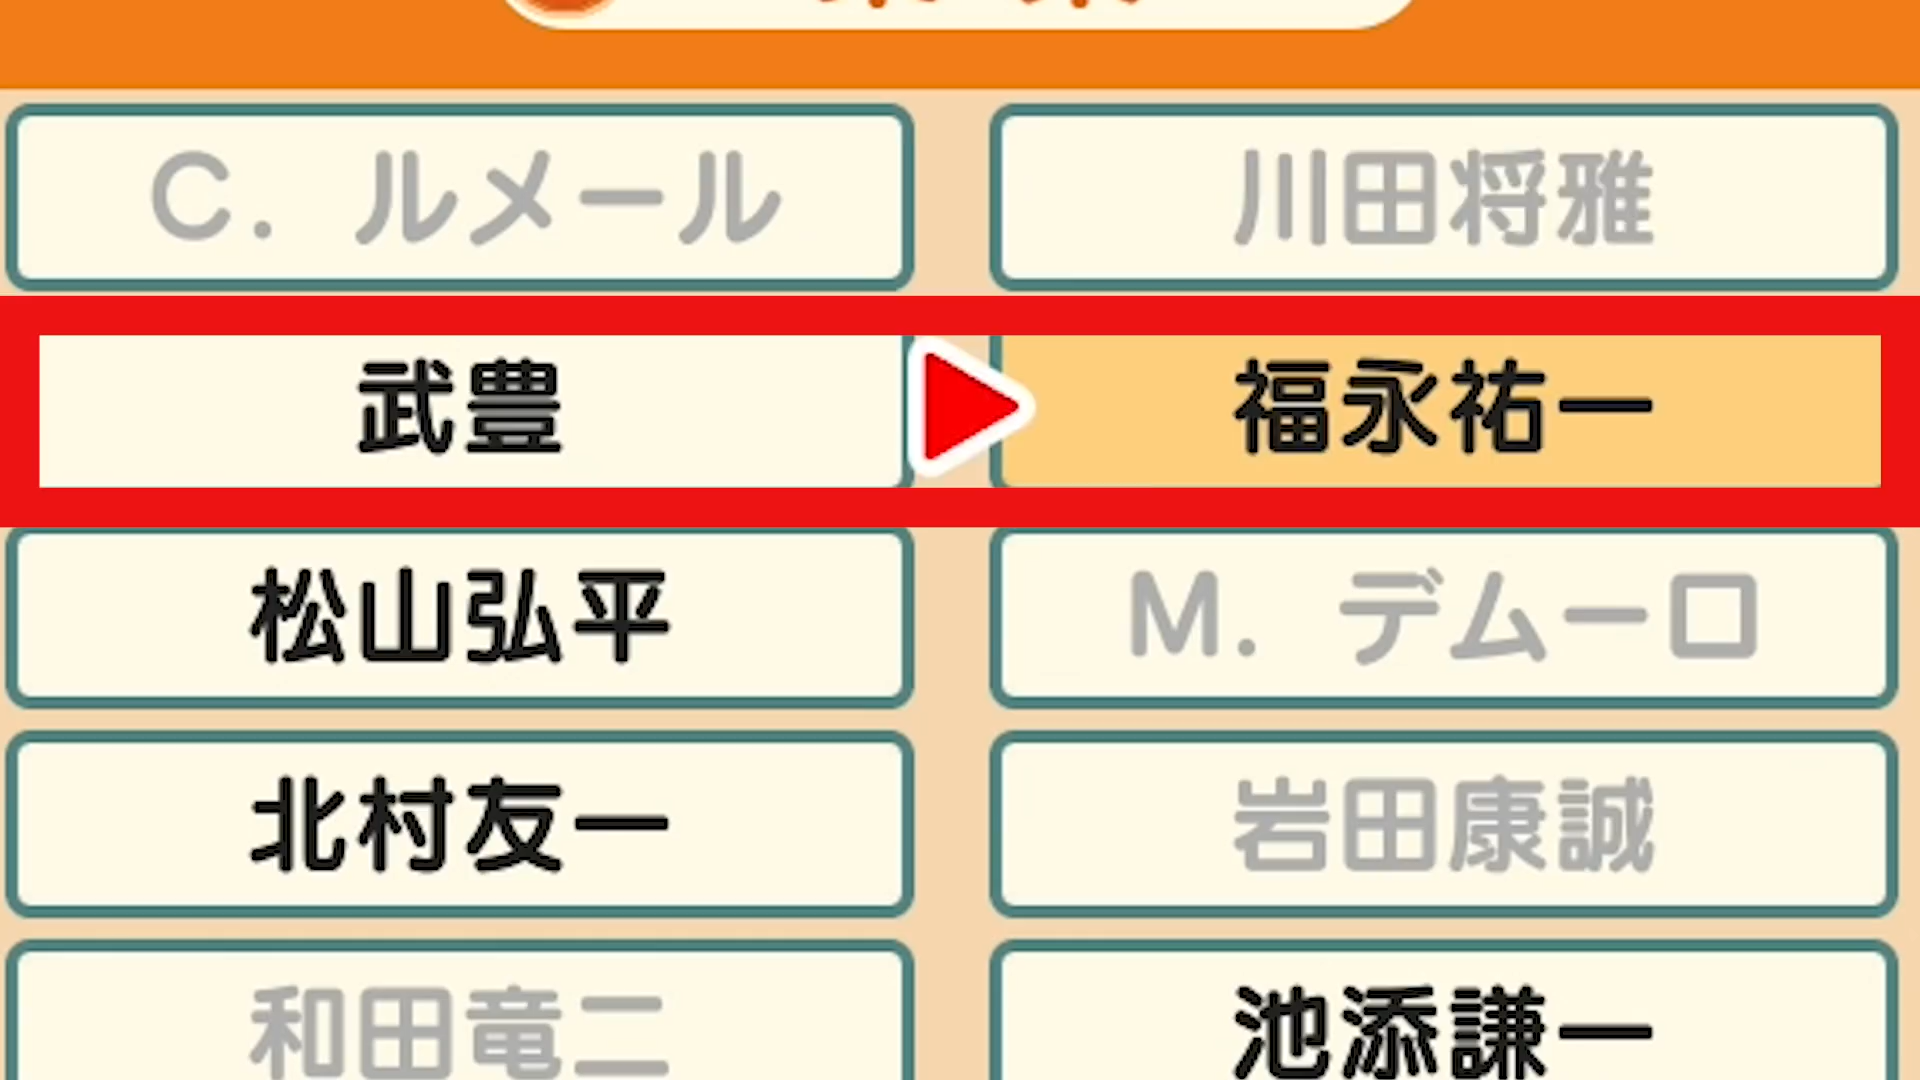 C．ルメール
川田将雅
武豊
福永祐一
松山弘平
M．デムーロ
北村友一
岩田康誠
和田竜二
池添謙一